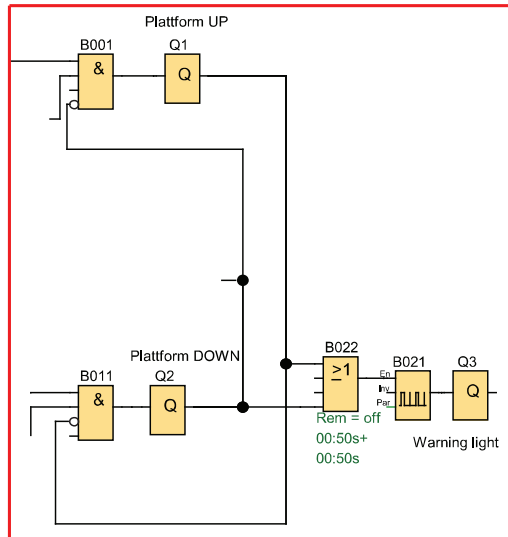 Plattform UP
B001
Q1
&
Q
Plattform DOWN
B011
Q2
&
Q
B022
>1
B021
Q3
En
Inv
Par
Q
Rem = off
00:50s+
00:50s
Warning light